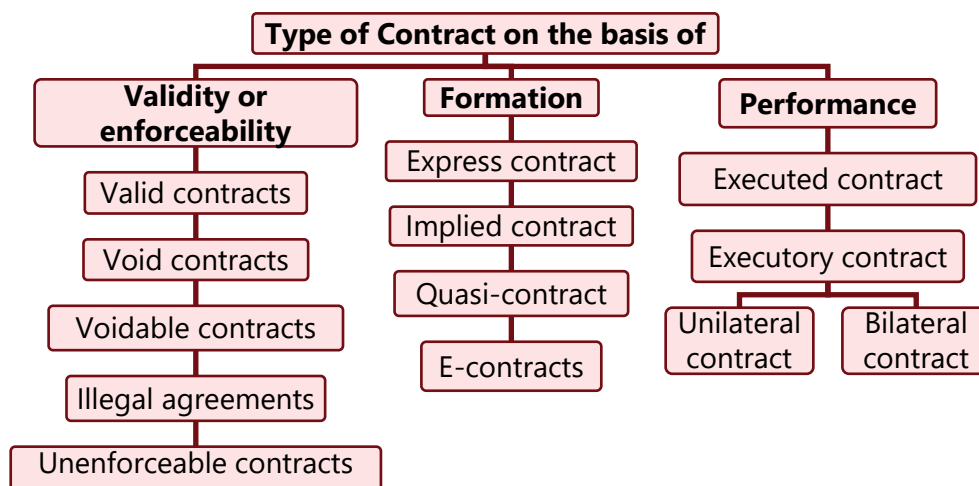 Type of Contract on the basis of
Validity or
enforceability
Valid contracts
Void contracts
Voidable contracts
Illegal agreements
Unenforceable contracts
Formation
Express contract
Implied contract
Quasi-contract
E-contracts
Performance
Executed contract
Executory contract
Unilateral
contract
Bilateral
contract